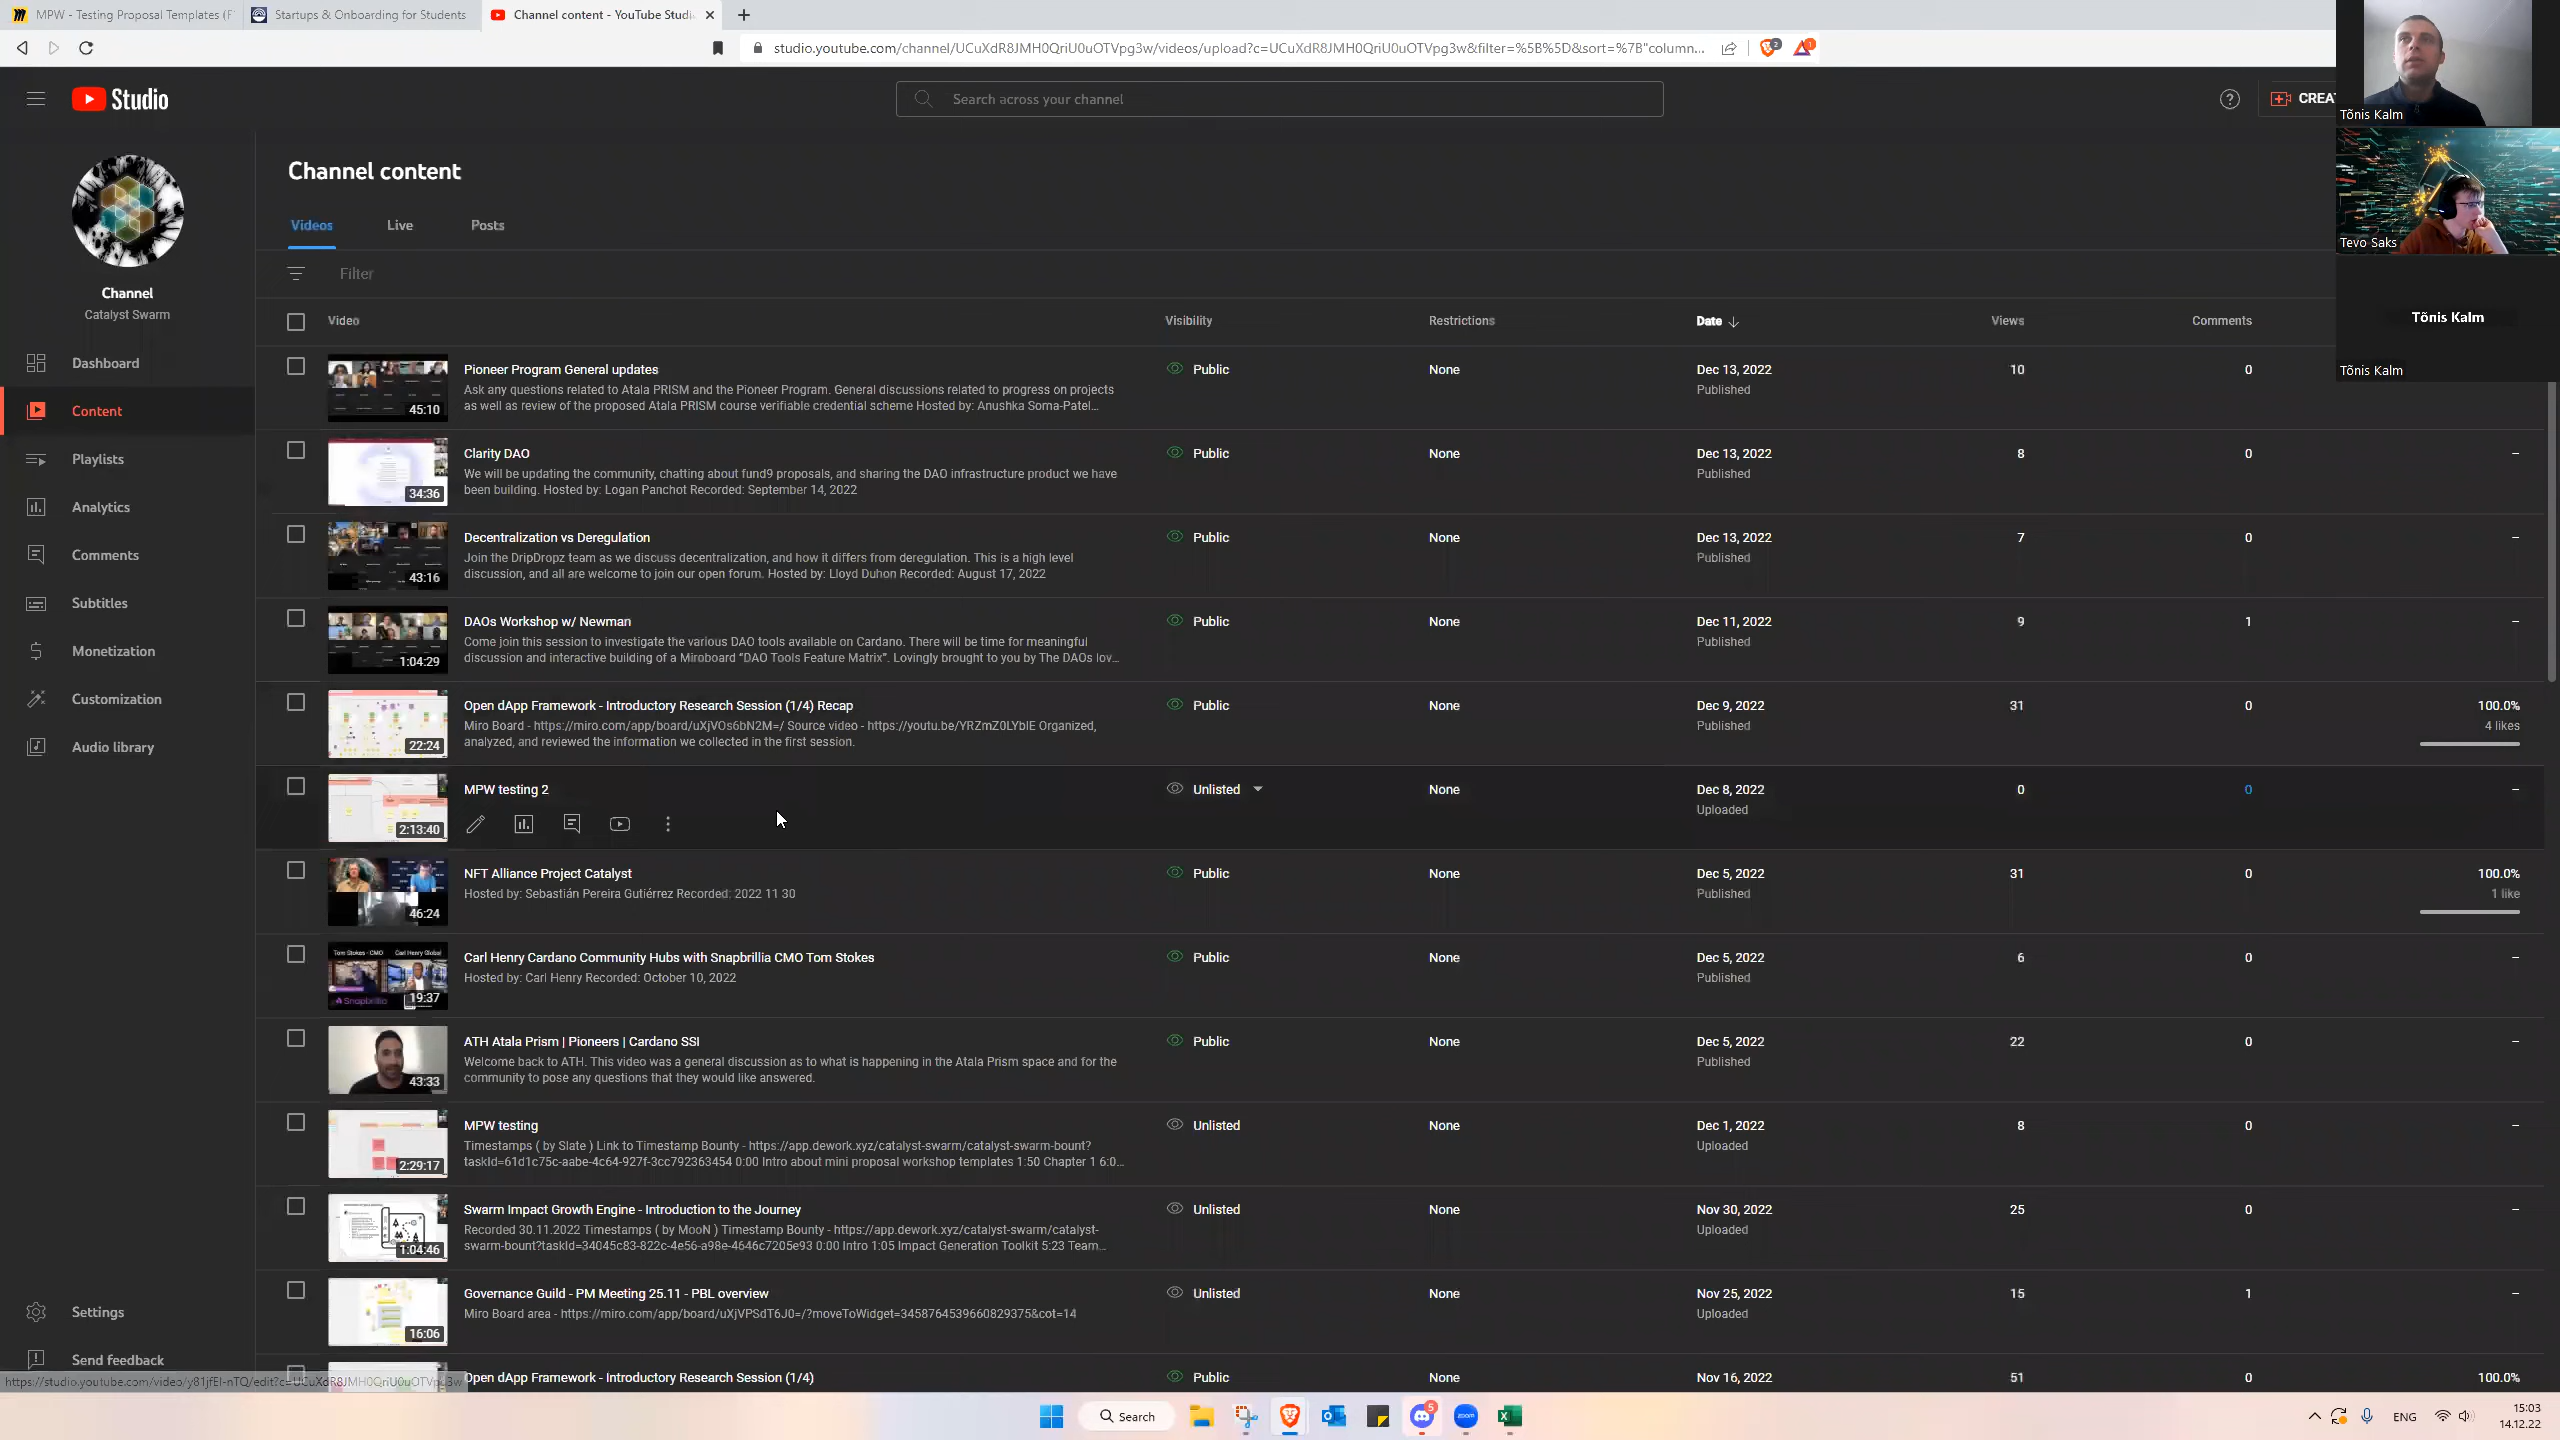 MPW - Testing Proposal Templates (F
Startups & Onboarding for Students
Channel content - YouTube Studi
studio.youtube.com/channel/UCuXdR8JMH0QriU0uOTVpg3w/videos/upload?c=UCuXdR8JMH0QriU0uOTVpg3w&filter=%5B%5D&sort=%7B"column...
2
1
Studio
Search across your channel
CREAT
Tõnis Kalm
Tevo Saks
Tõnis Kalm
Tõnis Kalm
Channel
Catalyst Swarm
Dashboard
Content
Playlists
Analytics
Comments
Subtitles
Monetization
Customization
Audio library
Settings
Send feedback
Channel content
Videos Live Posts
Filter
Video Visibility Restrictions Date Views Comments
Pioneer Program General updates Public None Dec 13, 2022 10 0
Ask any questions related to Atala PRISM and the Pioneer Program. General discussions related to progress on projects Published
as well as review of the proposed Atala PRISM course verifiable credential scheme Hosted by: Anushka Soma-Patel...
45:10
Clarity DAO Public None Dec 13, 2022 8 0 –
We will be updating the community, chatting about fund9 proposals, and sharing the DAO infrastructure product we have Published
been building. Hosted by: Logan Panchot Recorded: September 14, 2022
34:36
Decentralization vs Deregulation Public None Dec 13, 2022 7 0 –
Join the DripDropz team as we discuss decentralization, and how it differs from deregulation. This is a high level Published
discussion, and all are welcome to join our open forum. Hosted by: Lloyd Duhon Recorded: August 17, 2022
43:16
DAOs Workshop w/ Newman Public None Dec 11, 2022 9 1 –
Come join this session to investigate the various DAO tools available on Cardano. There will be time for meaningful Published
discussion and interactive building of a Miroboard "DAO Tools Feature Matrix". Lovingly brought to you by The DAOs lov...
1:04:29
Open dApp Framework - Introductory Research Session (1/4) Recap Public None Dec 9, 2022 31 0 100.0%
Miro Board - https://miro.com/app/board/uXjVOs6bN2M=/ Source video - https://youtu.be/YRZmZ0LYbIE Organized, Published 4 likes
analyzed, and reviewed the information we collected in the first session.
22:24
MPW testing 2 Unlisted None Dec 8, 2022 0 0 –
Uploaded
2:13:40
NFT Alliance Project Catalyst Public None Dec 5, 2022 31 0 100.0%
Hosted by: Sebastián Pereira Gutiérrez Recorded: 2022 11 30 Published 1 like
46:24
Carl Henry Cardano Community Hubs with Snapbrillia CMO Tom Stokes Public None Dec 5, 2022 6 0 –
Hosted by: Carl Henry Recorded: October 10, 2022 Published
Tom Stokes - CMO Carl Henry Global
Snapbrillia
19:37
ATH Atala Prism | Pioneers | Cardano SSI Public None Dec 5, 2022 22 0 –
Welcome back to ATH. This video was a general discussion as to what is happening in the Atala Prism space and for the Published
community to pose any questions that they would like answered.
43:33
MPW testing Unlisted None Dec 1, 2022 8 0 –
Timestamps ( by Slate ) Link to Timestamp Bounty - https://app.dework.xyz/catalyst-swarm/catalyst-swarm-bount? Uploaded
taskId=61d1c75c-aabe-4c64-927f-3cc792363454 0:00 Intro about mini proposal workshop templates 1:50 Chapter 1 6:0...
2:29:17
Swarm Impact Growth Engine - Introduction to the Journey Unlisted None Nov 30, 2022 25 0 –
Recorded 30.11.2022 Timestamps ( by MooN ) Timestamp Bounty - https://app.dework.xyz/catalyst-swarm/catalyst- Uploaded
swarm-bount?taskId=34045c83-822c-4e56-a98e-4646c7205e93 0:00 Intro 1:05 Impact Generation Toolkit 5:23 Team...
1:04:46
Governance Guild - PM Meeting 25.11 - PBL overview Unlisted None Nov 25, 2022 15 1 –
Miro Board area - https://miro.com/app/board/uXjVPSdT6J0=/?moveToWidget=3458764539660829375&cot=14 Uploaded
16:06
Open dApp Framework - Introductory Research Session (1/4) Public None Nov 16, 2022 51 0 100.0%
https://studio.youtube.com/video/y81jfEI-nTQ/edit?c=UCuXdR8JMH0QriU0uOTVpg3w
Search
5
zoom
ENG
15:03
14.12.22